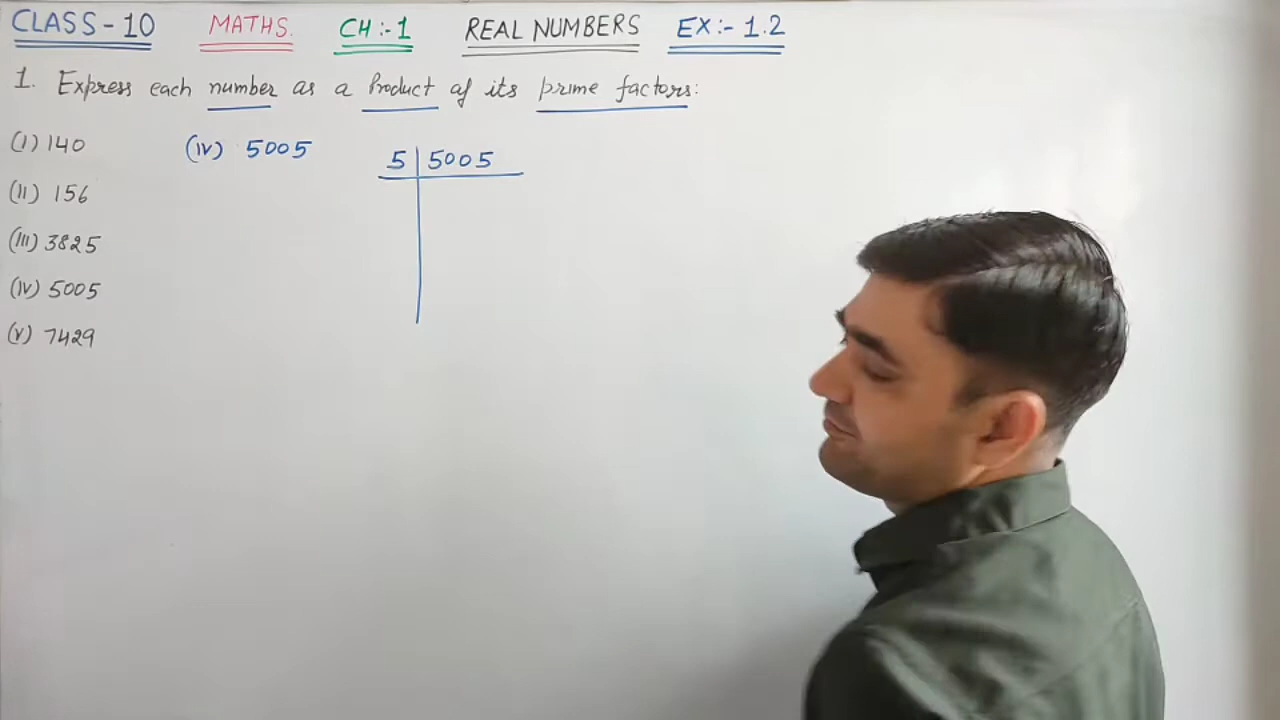 CLASS - 10 MATHS. CH :- 1 REAL NUMBERS EX :- 1.2
1. Express each number as a Product of its prime factors:
(I) 140
(II) 156
(III) 3825
(IV) 5005
(V) 7429
(IV) 5005
5 | 5005